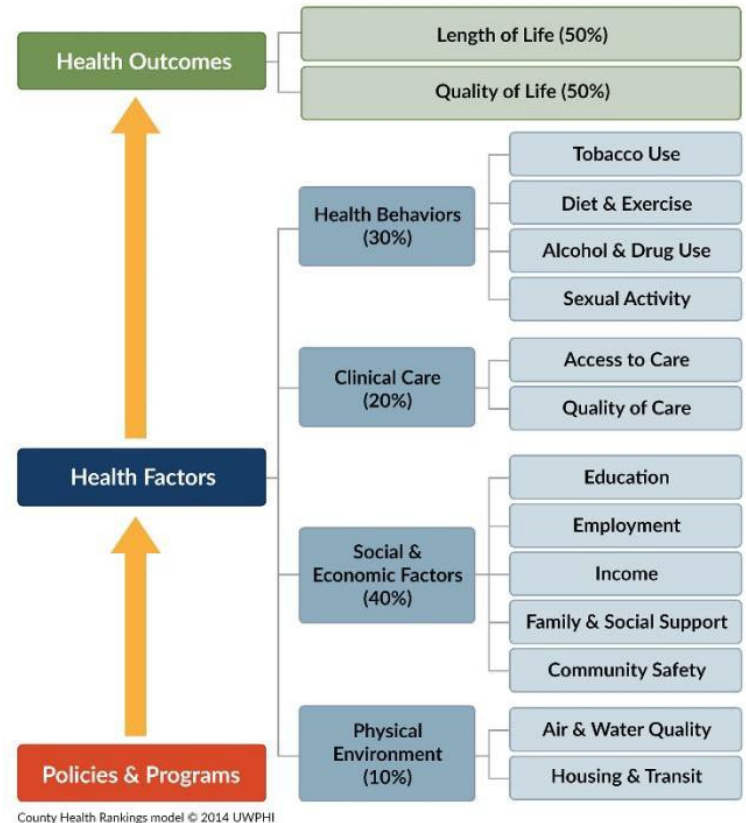 Health Outcomes
Length of Life (50%)
Quality of Life (50%)
Health Factors
Health Behaviors
(30%)
Tobacco Use
Diet & Exercise
Alcohol & Drug Use
Sexual Activity
Clinical Care
(20%)
Access to Care
Quality of Care
Social &
Economic Factors
(40%)
Education
Employment
Income
Family & Social Support
Community Safety
Physical
Environment
(10%)
Air & Water Quality
Housing & Transit
Policies & Programs
County Health Rankings model © 2014 UWPHI